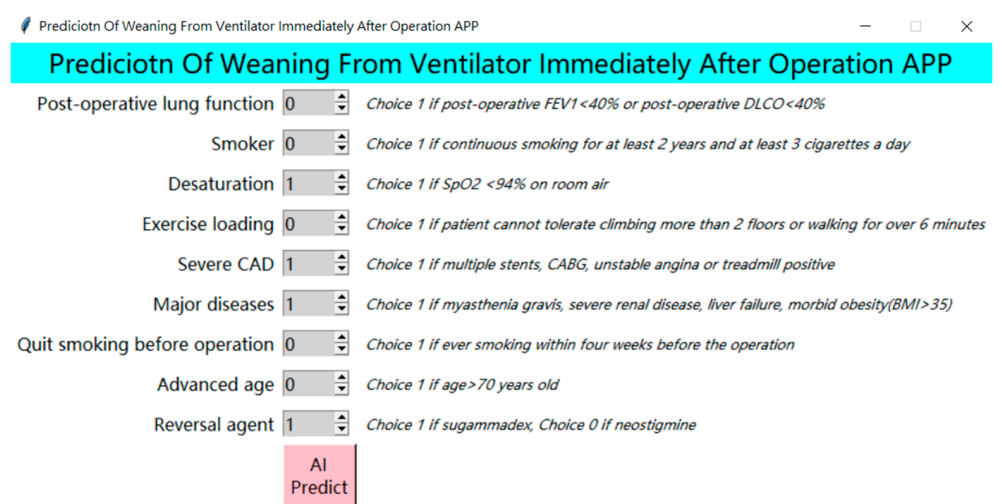 Prediciotn Of Weaning From Ventilator Immediately After Operation APP
Prediciotn Of Weaning From Ventilator Immediately After Operation APP
Post-operative lung function 0 Choice 1 if post-operative FEV1<40% or post-operative DLCO<40%
Smoker 0 Choice 1 if continuous smoking for at least 2 years and at least 3 cigarettes a day
Desaturation 1 Choice 1 if SpO2 <94% on room air
Exercise loading 0 Choice 1 if patient cannot tolerate climbing more than 2 floors or walking for over 6 minutes
Severe CAD 1 Choice 1 if multiple stents, CABG, unstable angina or treadmill positive
Major diseases 1 Choice 1 if myasthenia gravis, severe renal disease, liver failure, morbid obesity(BMI>35)
Quit smoking before operation 0 Choice 1 if ever smoking within four weeks before the operation
Advanced age 0 Choice 1 if age>70 years old
Reversal agent 1 Choice 1 if sugammadex, Choice 0 if neostigmine
AI
Predict